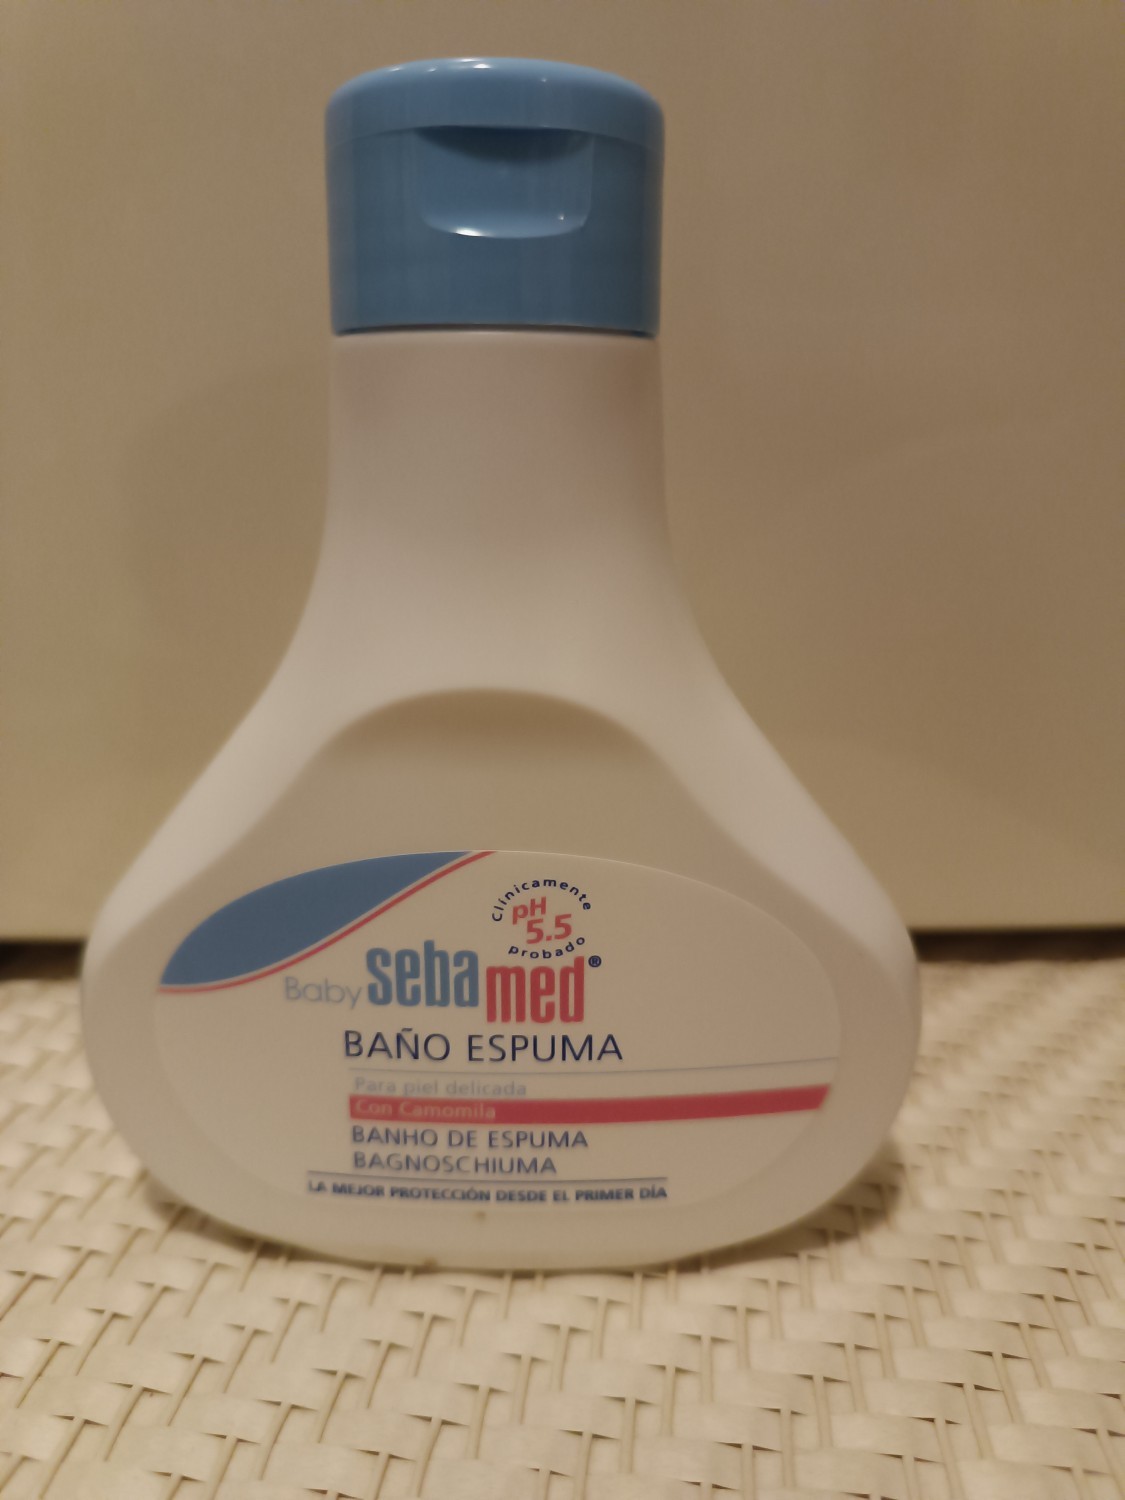 Clínicamente
pH
5.5
probado
Baby sebamed®
BAÑO ESPUMA
Para piel delicada
Con Camomila
BANHO DE ESPUMA
BAGNOSCHIUMA
LA MEJOR PROTECCIÓN DESDE EL PRIMER DÍA